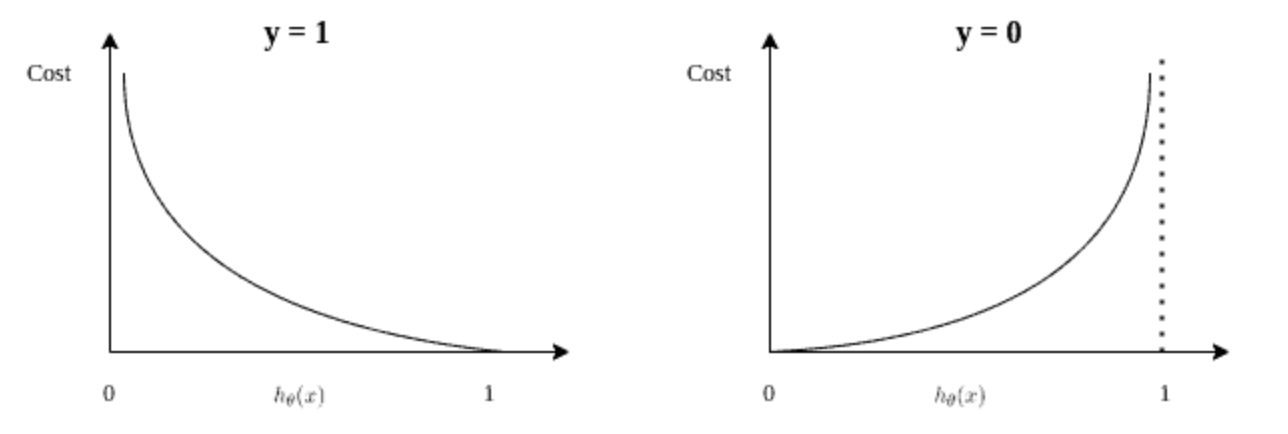 y = 1
Cost
0 hθ(x) 1
y = 0
Cost
0 hθ(x) 1